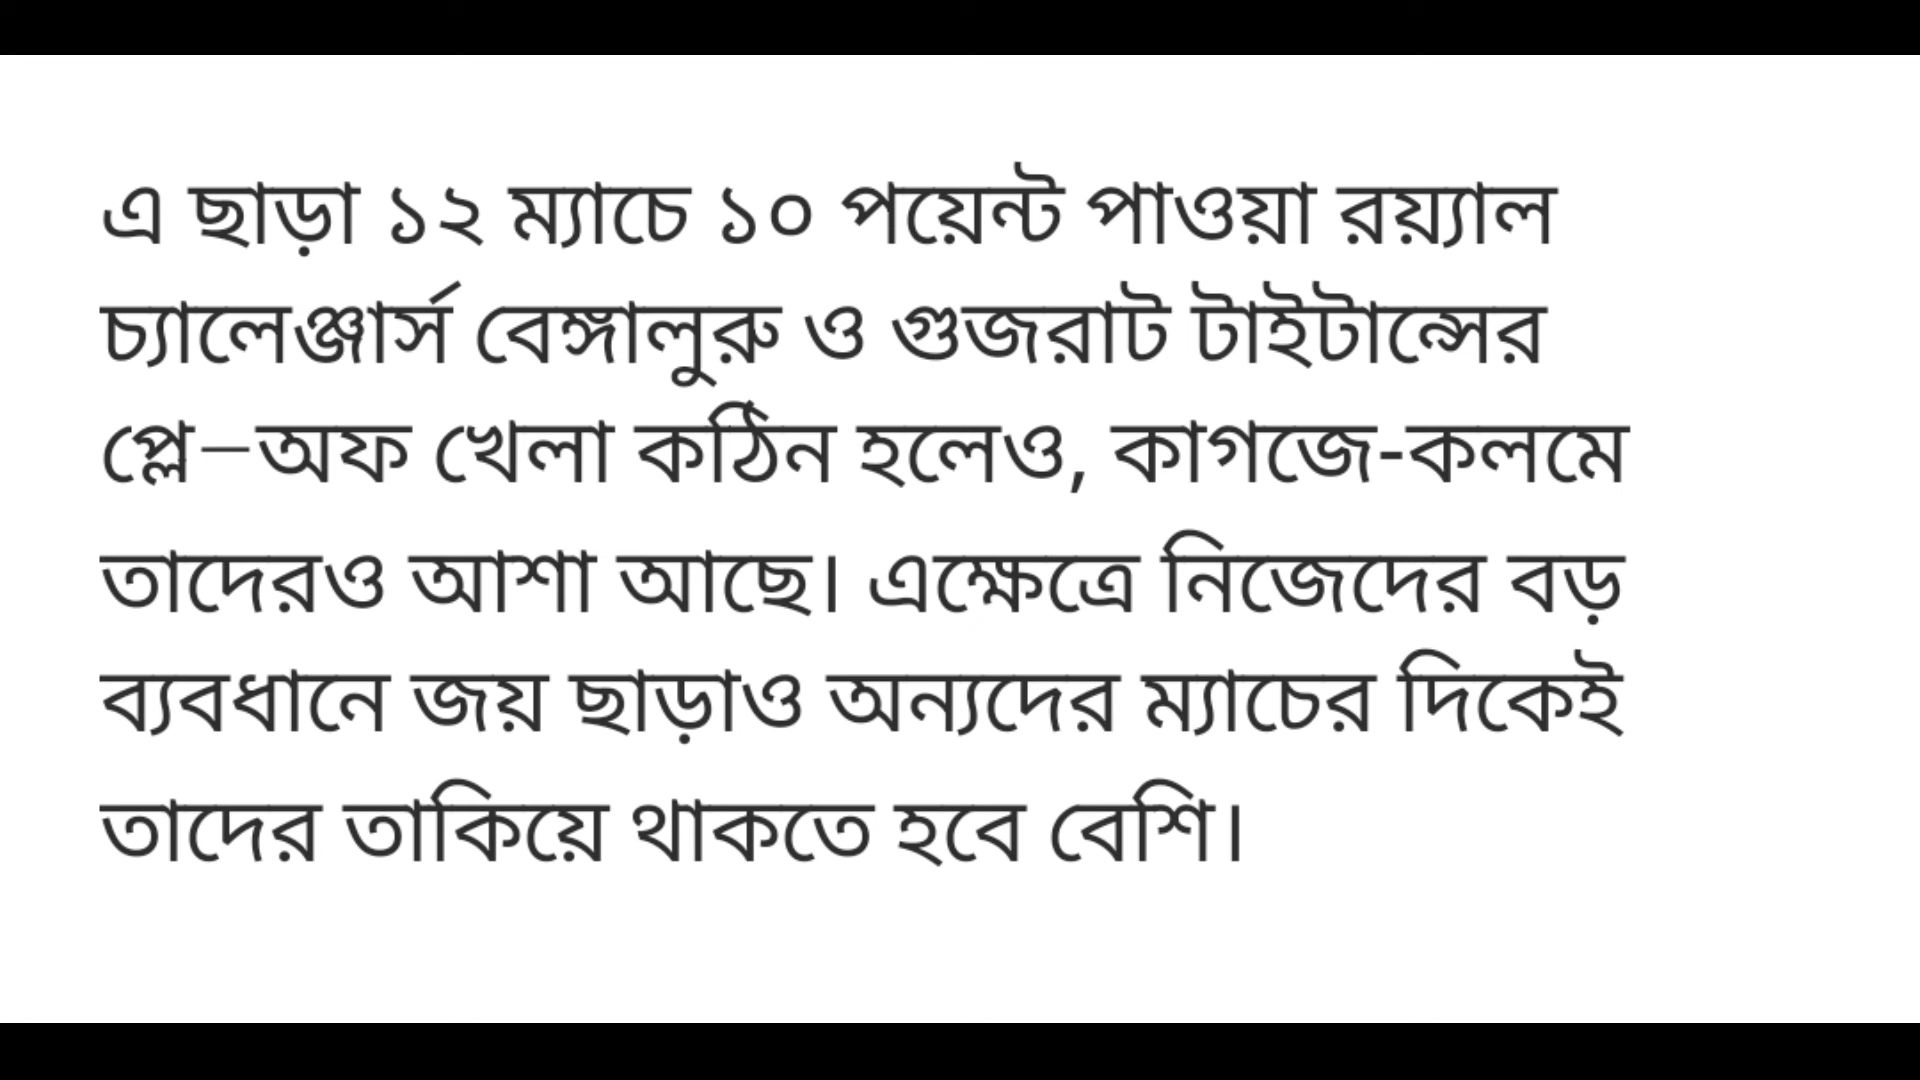 এ ছাড়া ১২ ম্যাচে ১০ পয়েন্ট পাওয়া রয়্যাল
চ্যালেঞ্জার্স বেঙ্গালুরু ও গুজরাট টাইটান্সের
প্লে–অফ খেলা কঠিন হলেও, কাগজে-কলমে
তাদেরও আশা আছে। এক্ষেত্রে নিজেদের বড়
ব্যবধানে জয় ছাড়াও অন্যদের ম্যাচের দিকেই
তাদের তাকিয়ে থাকতে হবে বেশি।